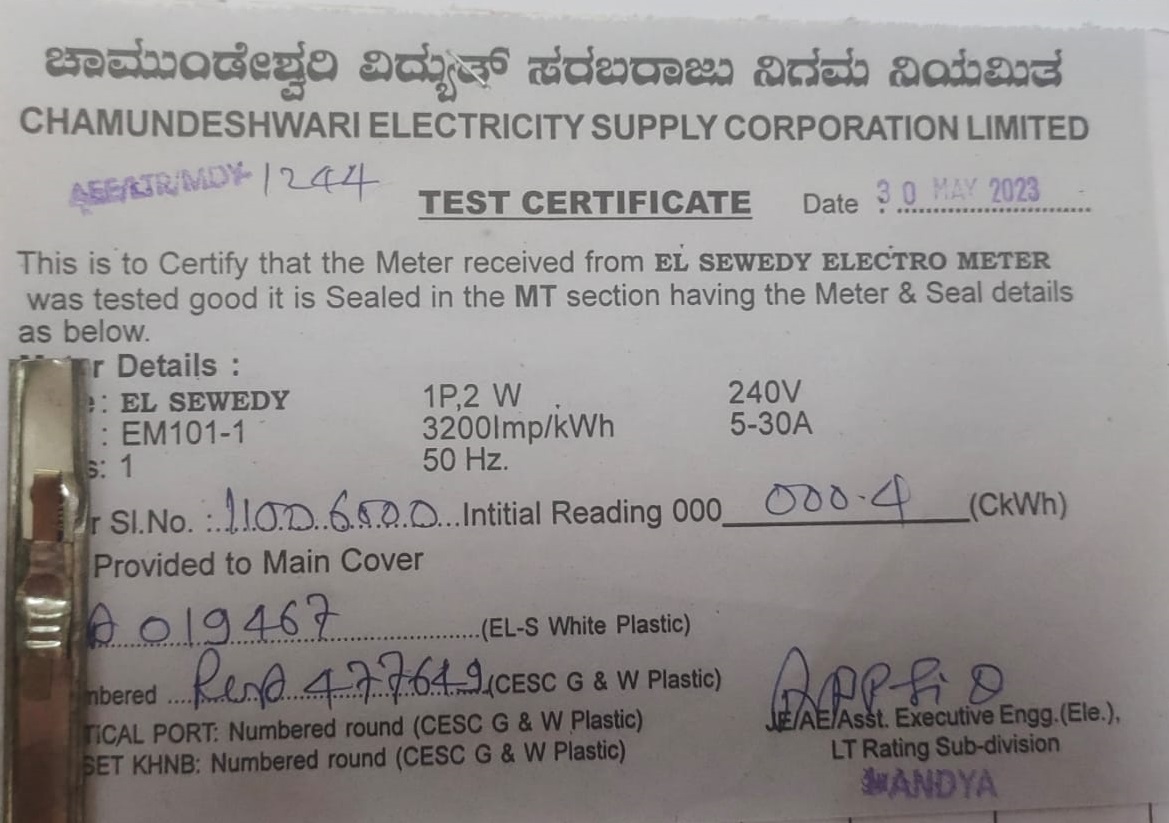 ಚಾಮುಂಡೇಶ್ವರಿ ವಿದ್ಯುತ್ ಸರಬರಾಜು ನಿಗಮ ನಿಯಮಿತ
CHAMUNDESHWARI ELECTRICITY SUPPLY CORPORATION LIMITED
AEE/LTR/MDY 1244
TEST CERTIFICATE Date : 30 MAY 2023
This is to Certify that the Meter received from EL SEWEDY ELECTRO METER
was tested good it is Sealed in the MT section having the Meter & Seal details
as below.
r Details :
: EL SEWEDY 1P,2 W 240V
: EM101-1 3200Imp/kWh 5-30A
s: 1 50 Hz.
r Sl.No. : Intitial Reading 000 000.4 (CkWh)
Provided to Main Cover
A 019467 (EL-S White Plastic)
nbered 477649 (CESC G & W Plastic)
TICAL PORT: Numbered round (CESC G & W Plastic)
SET KHNB: Numbered round (CESC G & W Plastic)
JE/AE/Asst. Executive Engg.(Ele.),
LT Rating Sub-division
MANDYA